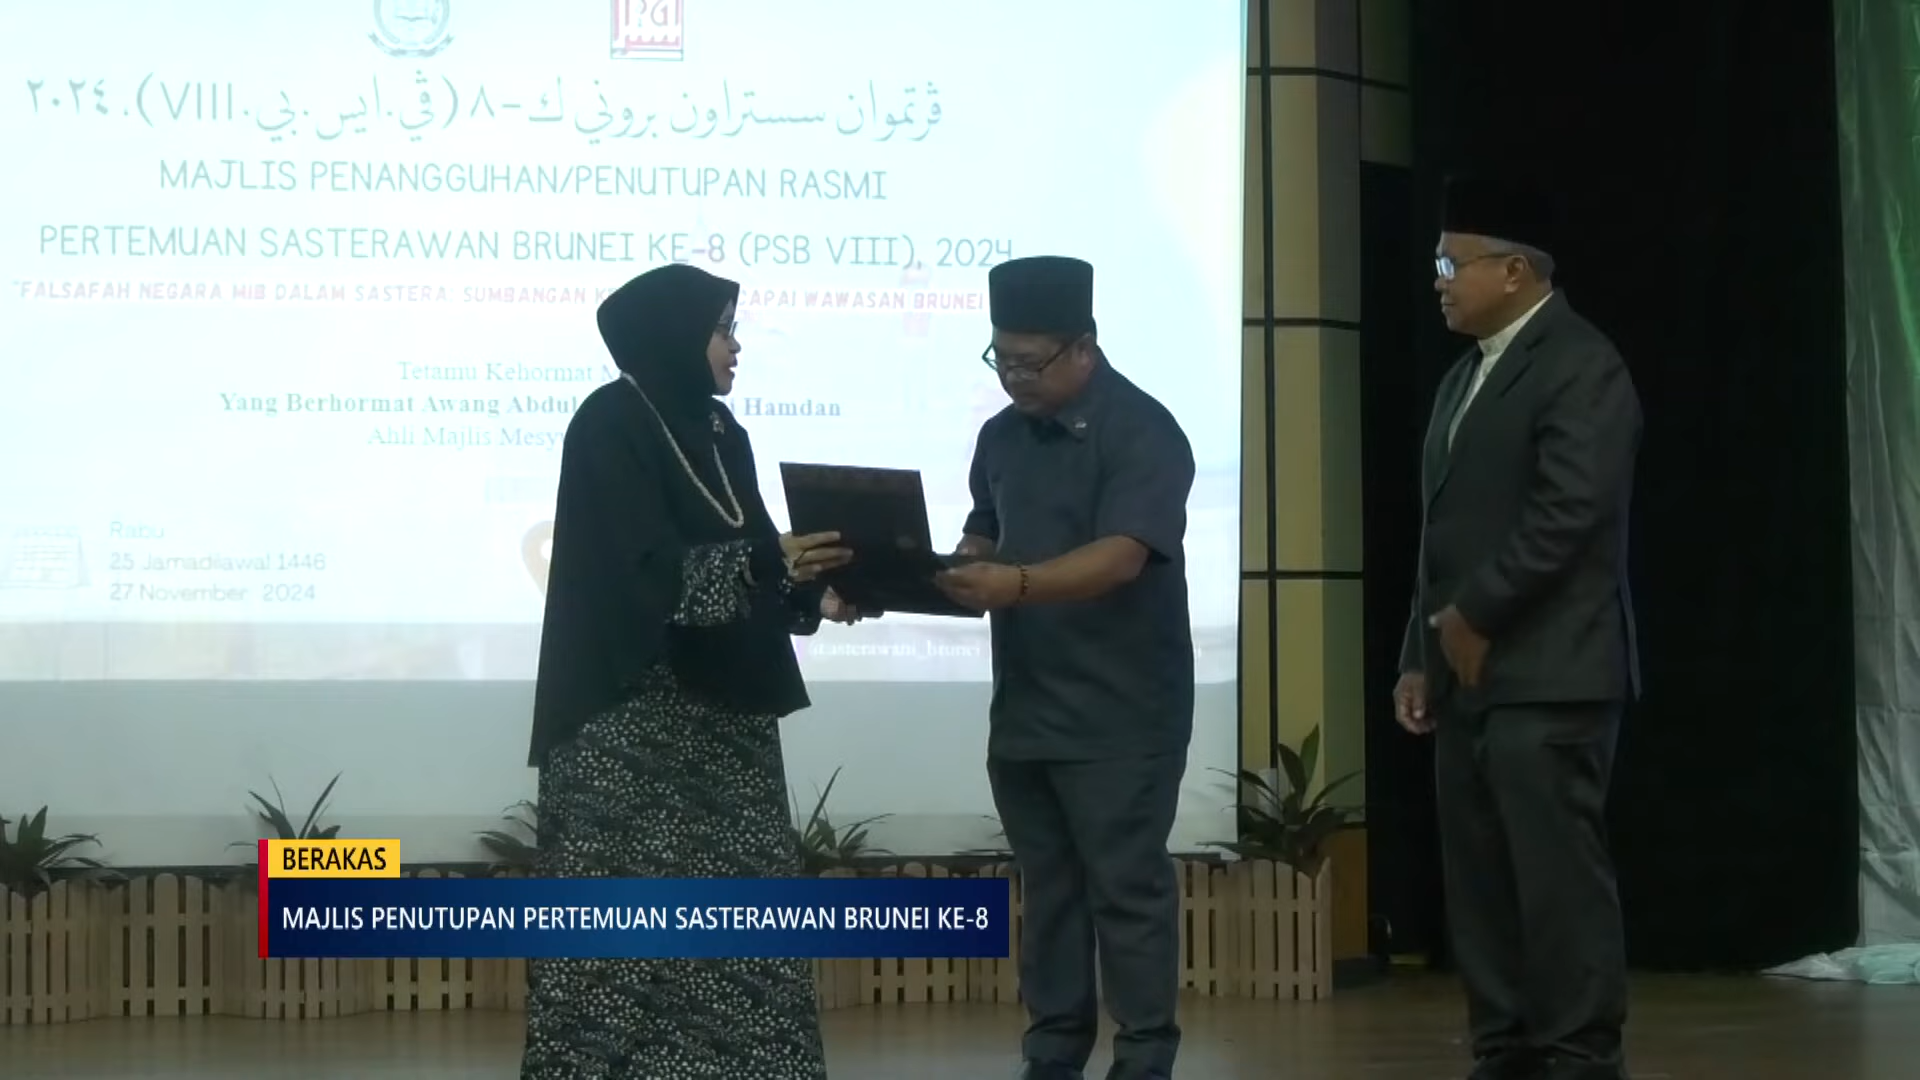 ڤرتموان سستراون بروني ك-٨ (ڤي.ايس.بي.VIII)، ٢٠٢٤
MAJLIS PENANGGUHAN/PENUTUPAN RASMI
PERTEMUAN SASTERAWAN BRUNEI KE-8 (PSB VIII), 2024
"FALSAFAH NEGARA MIB DALAM SASTERA: SUMBANGAN CAPAI WAWASAN BRUNEI
Tetamu Kehormat
Yang Berhormat Awang Abdul Hamdan
Ahli Majlis
Rabu
25 Jamadilawal 1446
27 November 2024
BERAKAS
MAJLIS PENUTUPAN PERTEMUAN SASTERAWAN BRUNEI KE-8